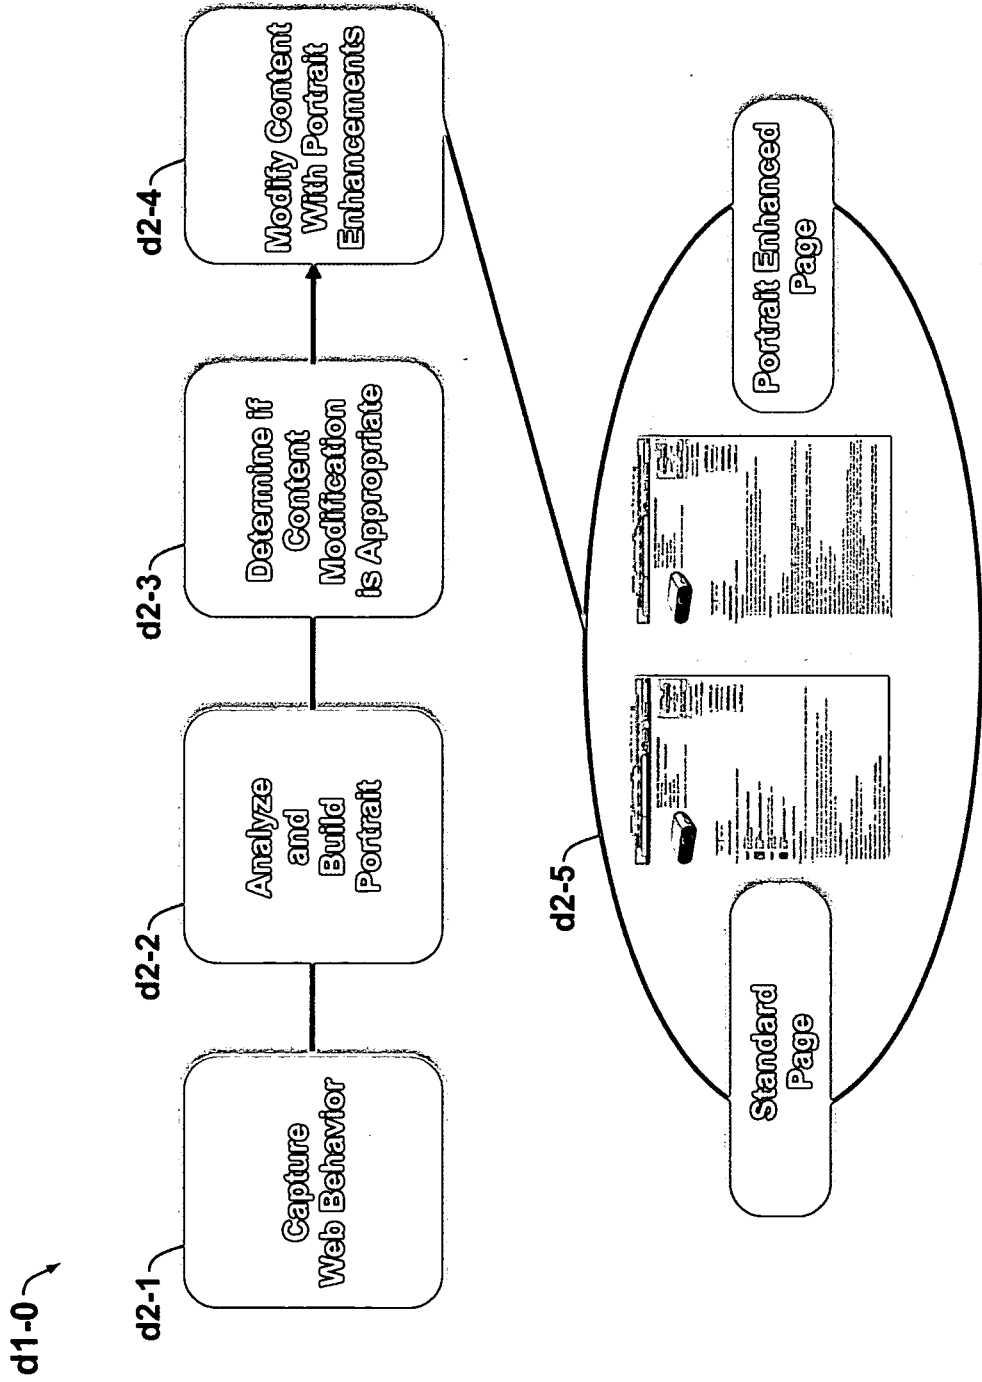 d1-0
d2-1
Capture
Web Behavior
d2-2
Analyze
and
Build
Portrait
d2-3
Determine if
Content
Modification
is Appropriate
d2-4
Modify Content
With Portrait
Enhancements
d2-5
Standard
Page
Portrait Enhanced
Page